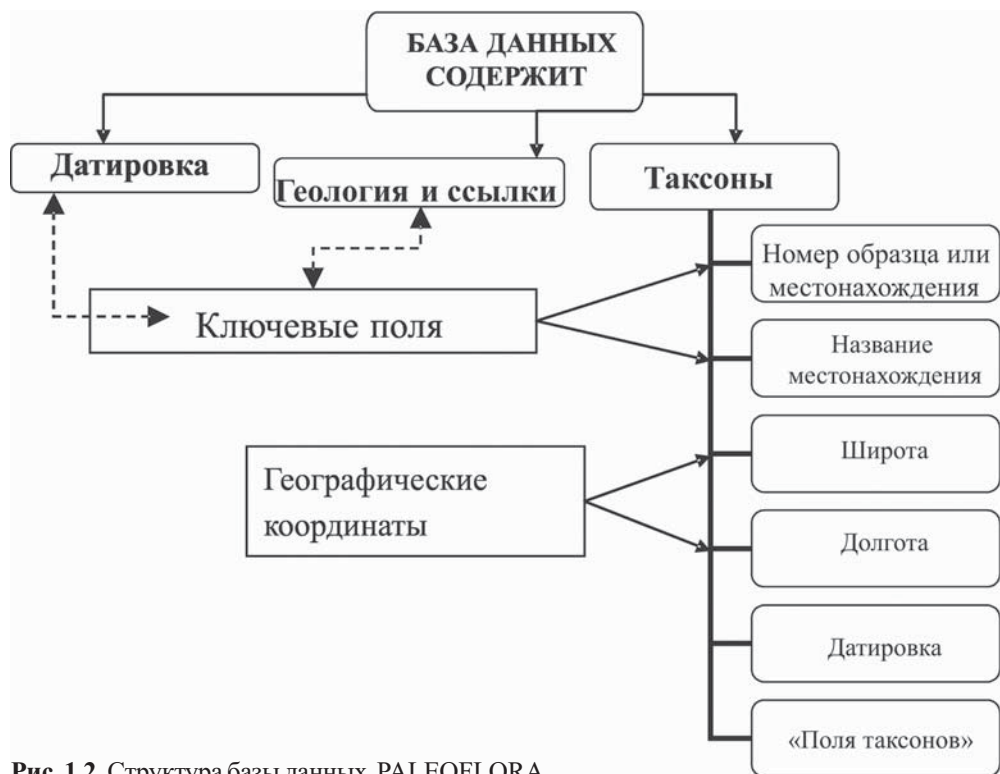 БАЗА ДАННЫХ
СОДЕРЖИТ
Датировка
Геология и ссылки
Таксоны
Номер образца или
местонахождения
Ключевые поля
Название
местонахождения
Географические
координаты
Широта
Долгота
Датировка
«Поля таксонов»
Рис. 1.2. Структура базы данных PALEOFLORA